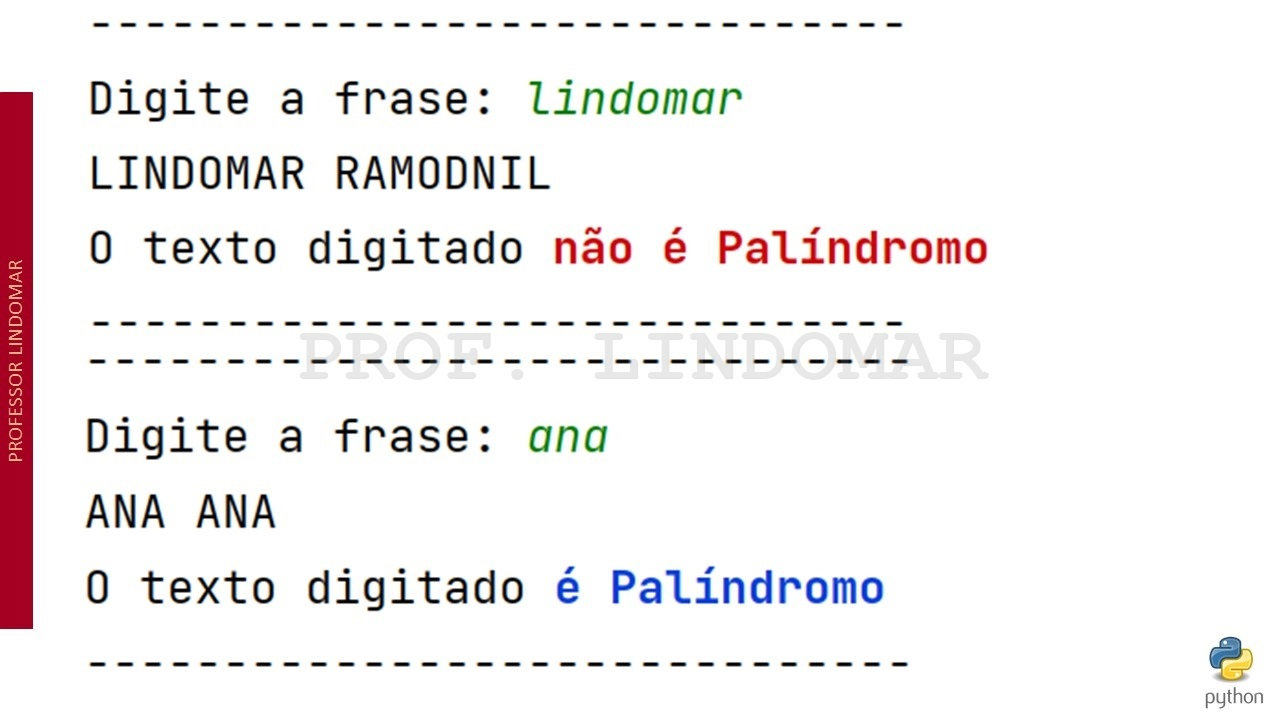 ------------------------------
Digite a frase: lindomar
LINDOMAR RAMODNIL
O texto digitado não é Palíndromo
------------------------------
PROF. LINDOMAR
------------------------------
Digite a frase: ana
ANA ANA
O texto digitado é Palíndromo
------------------------------
PROFESSOR LINDOMAR
python